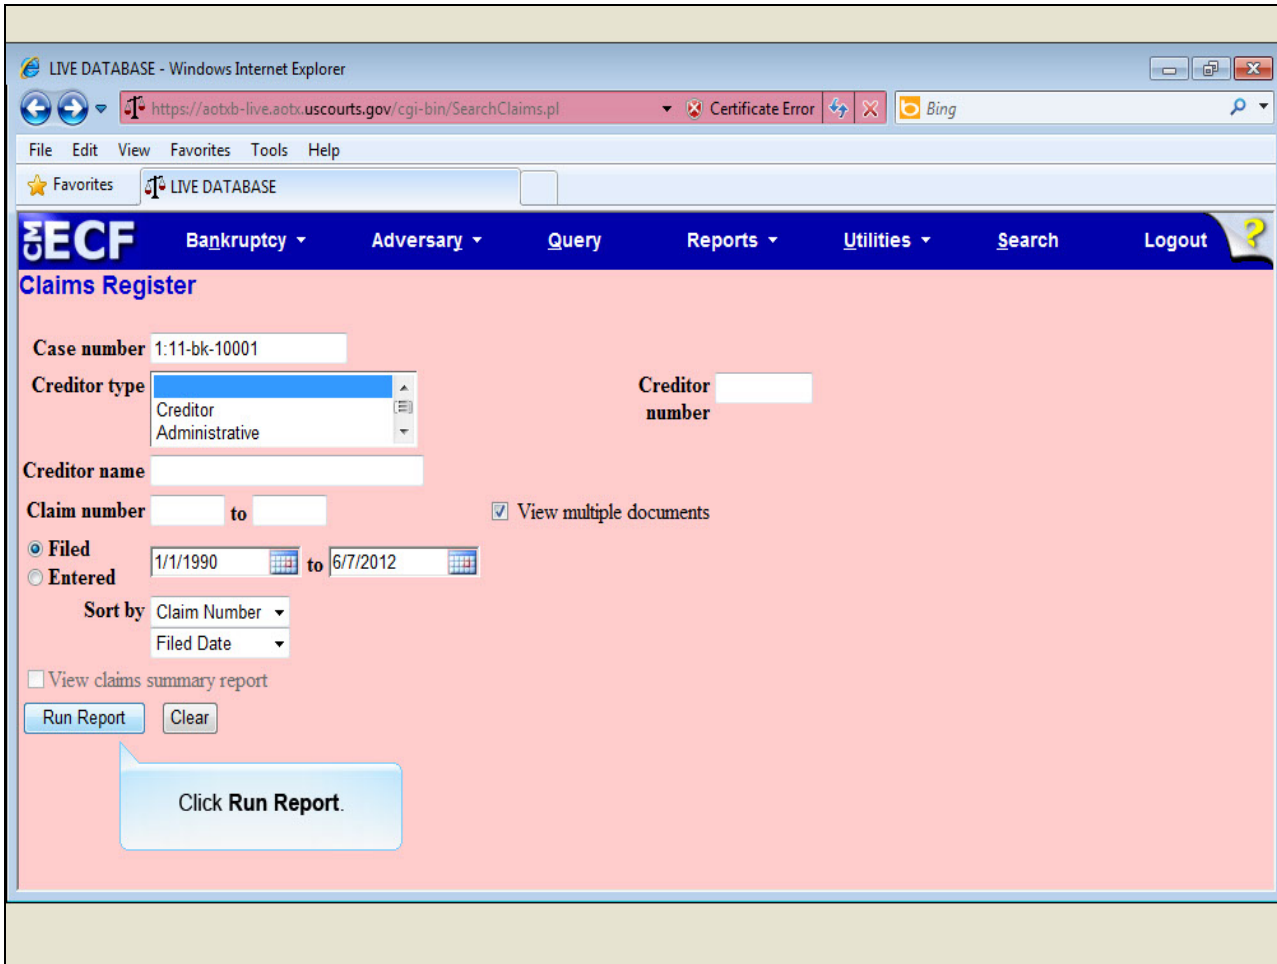 LIVE DATABASE - Windows Internet Explorer
https://aotxb-live.aotx.uscourts.gov/cgi-bin/SearchClaims.pl Certificate Error Bing
File Edit View Favorites Tools Help
Favorites LIVE DATABASE
CM ECF Bankruptcy Adversary Query Reports Utilities Search Logout ?
Claims Register
Case number 1:11-bk-10001
Creditor type Creditor number
Creditor
Administrative
Creditor name
Claim number to View multiple documents
Filed 1/1/1990 to 6/7/2012
Entered
Sort by Claim Number
Filed Date
View claims summary report
Run Report Clear
Click Run Report.